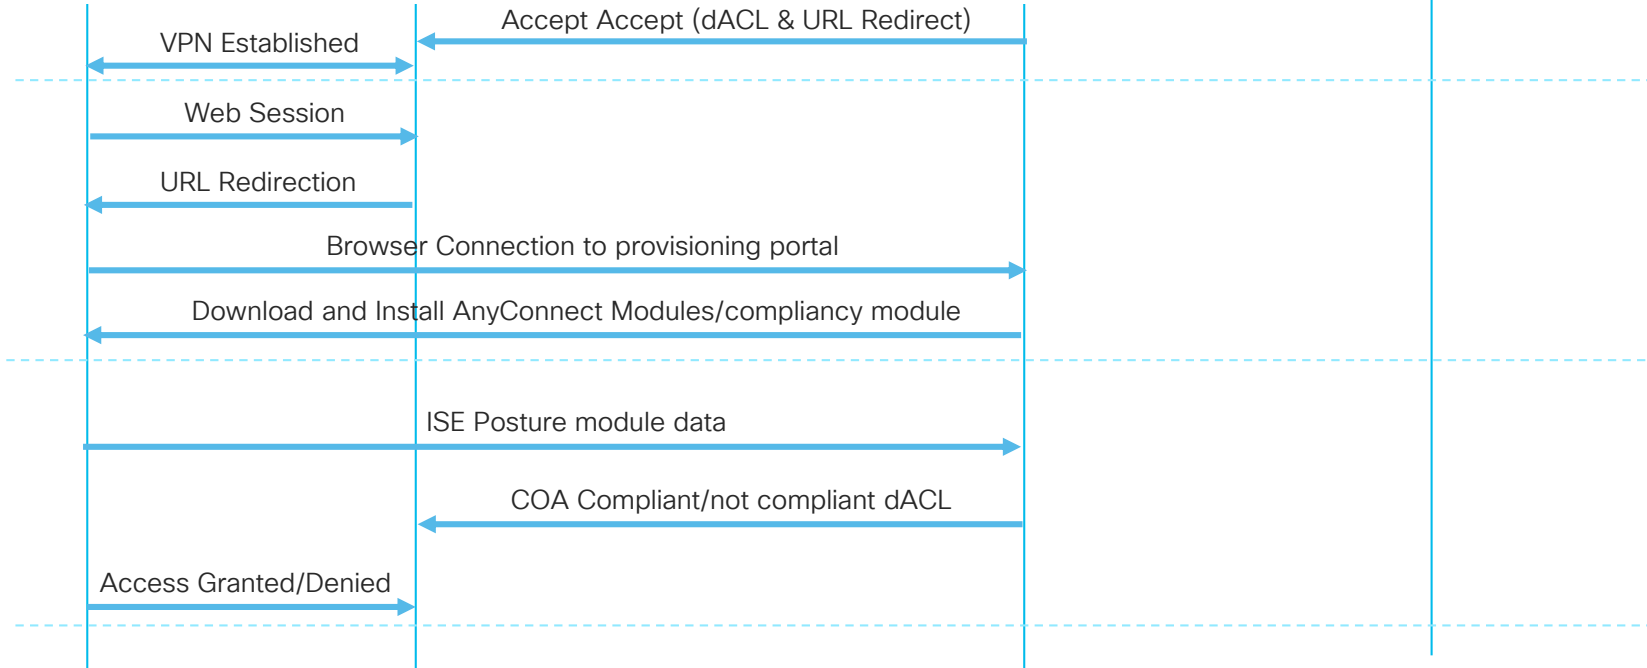 Accept Accept (dACL & URL Redirect)
VPN Established
Web Session
URL Redirection
Browser Connection to provisioning portal
Download and Install AnyConnect Modules/compliancy module
ISE Posture module data
COA Compliant/not compliant dACL
Access Granted/Denied